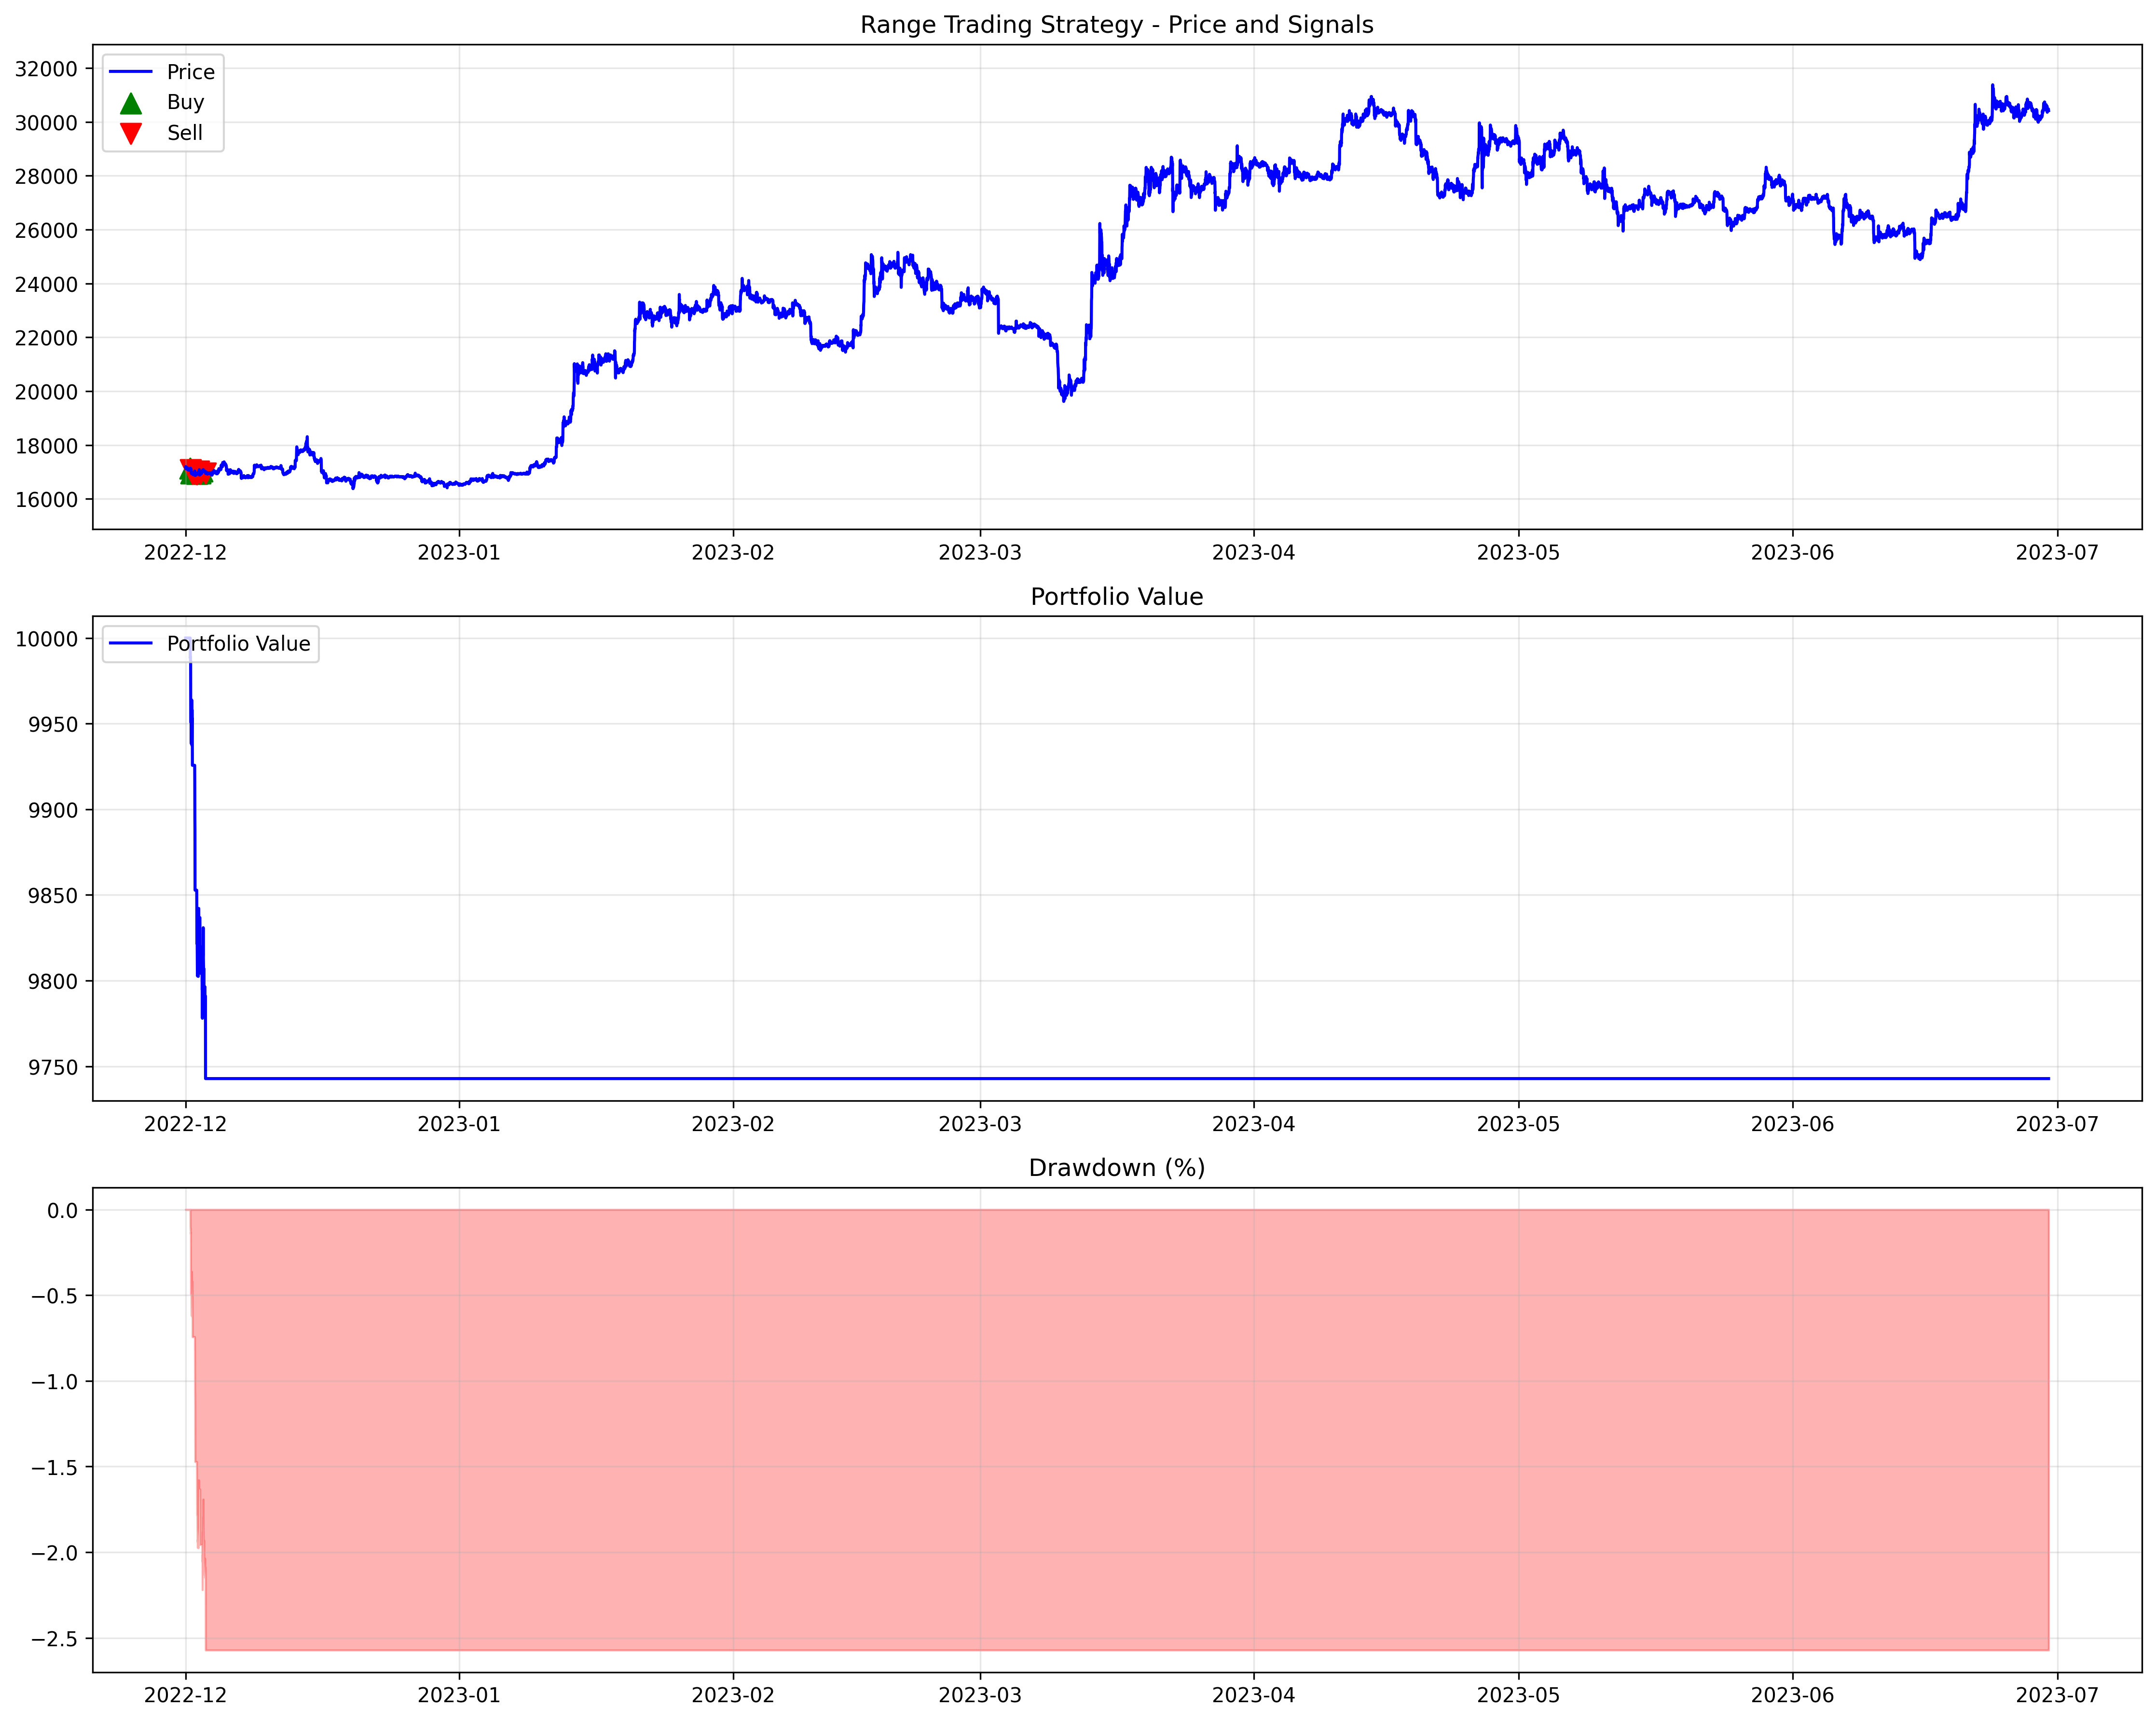 Range Trading Strategy - Price and Signals
Price
Buy
Sell
32000
30000
28000
26000
24000
22000
20000
18000
16000
2022-12 2023-01 2023-02 2023-03 2023-04 2023-05 2023-06 2023-07
Portfolio Value
Portfolio Value
10000
9950
9900
9850
9800
9750
2022-12 2023-01 2023-02 2023-03 2023-04 2023-05 2023-06 2023-07
Drawdown (%)
0.0
−0.5
−1.0
−1.5
−2.0
−2.5
2022-12 2023-01 2023-02 2023-03 2023-04 2023-05 2023-06 2023-07